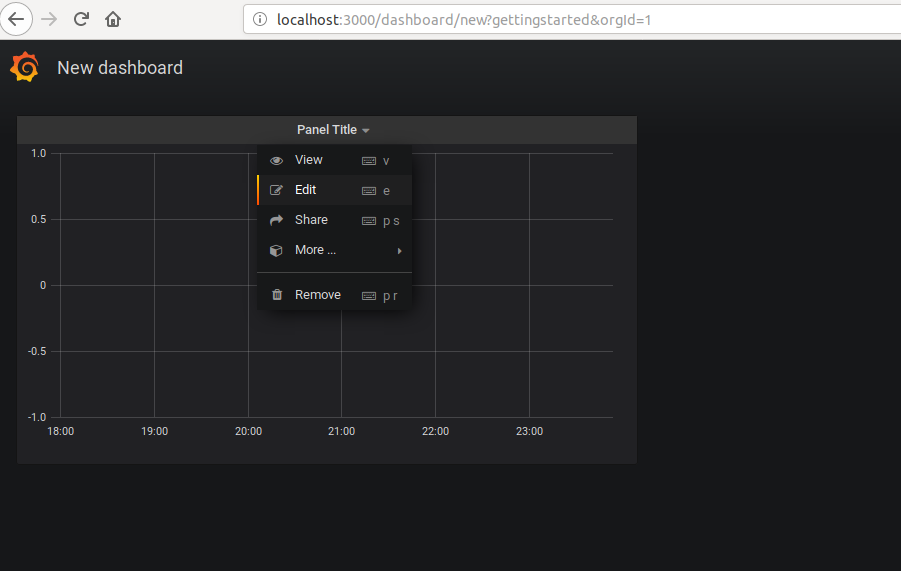 localhost:3000/dashboard/new?gettingstarted&orgId=1
New dashboard
Panel Title
View v
Edit e
Share p s
More ...
Remove p r
1.0
0.5
0
-0.5
-1.0
18:00 19:00 20:00 21:00 22:00 23:00